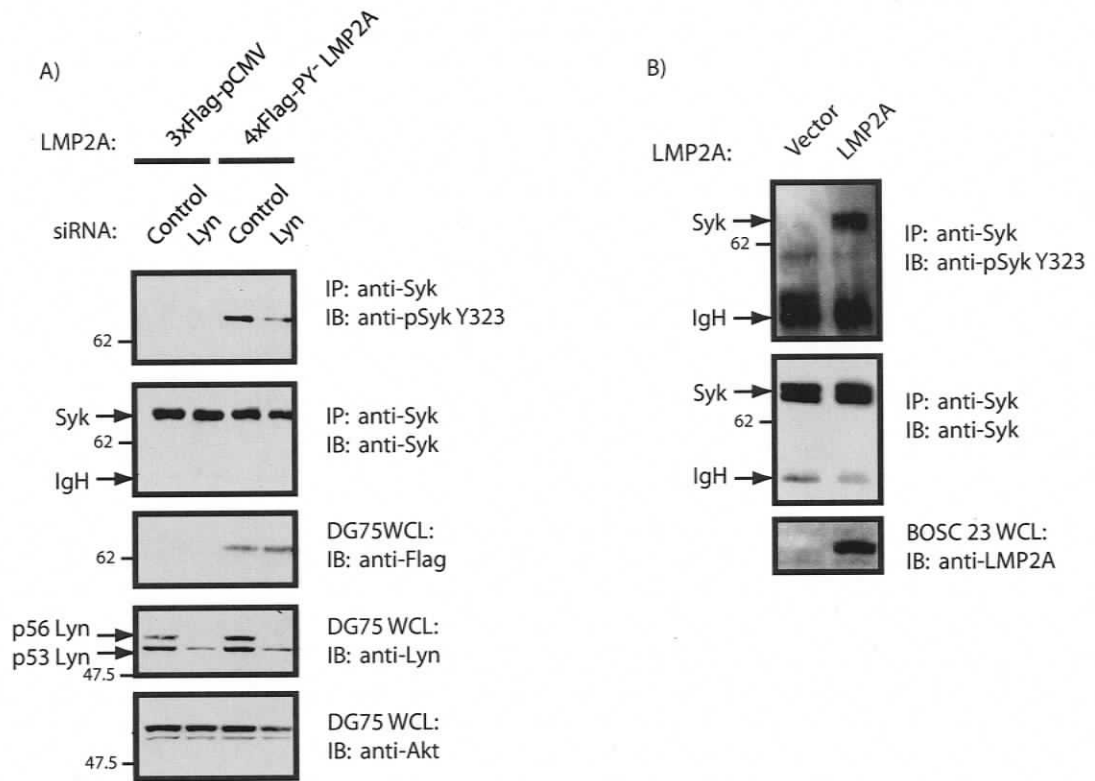 A)
LMP2A:
3xFlag-pCMV
4xFlag-PY- LMP2A
siRNA:
Control
Lyn
Control
Lyn
IP: anti-Syk
IB: anti-pSyk Y323
62
Syk
62
IgH
IP: anti-Syk
IB: anti-Syk
62
DG75WCL:
IB: anti-Flag
p56 Lyn
p53 Lyn
47.5
DG75 WCL:
IB: anti-Lyn
47.5
DG75 WCL:
IB: anti-Akt
B)
LMP2A:
Vector
LMP2A
Syk
62
IgH
IP: anti-Syk
IB: anti-pSyk Y323
Syk
62
IgH
IP: anti-Syk
IB: anti-Syk
BOSC 23 WCL:
IB: anti-LMP2A